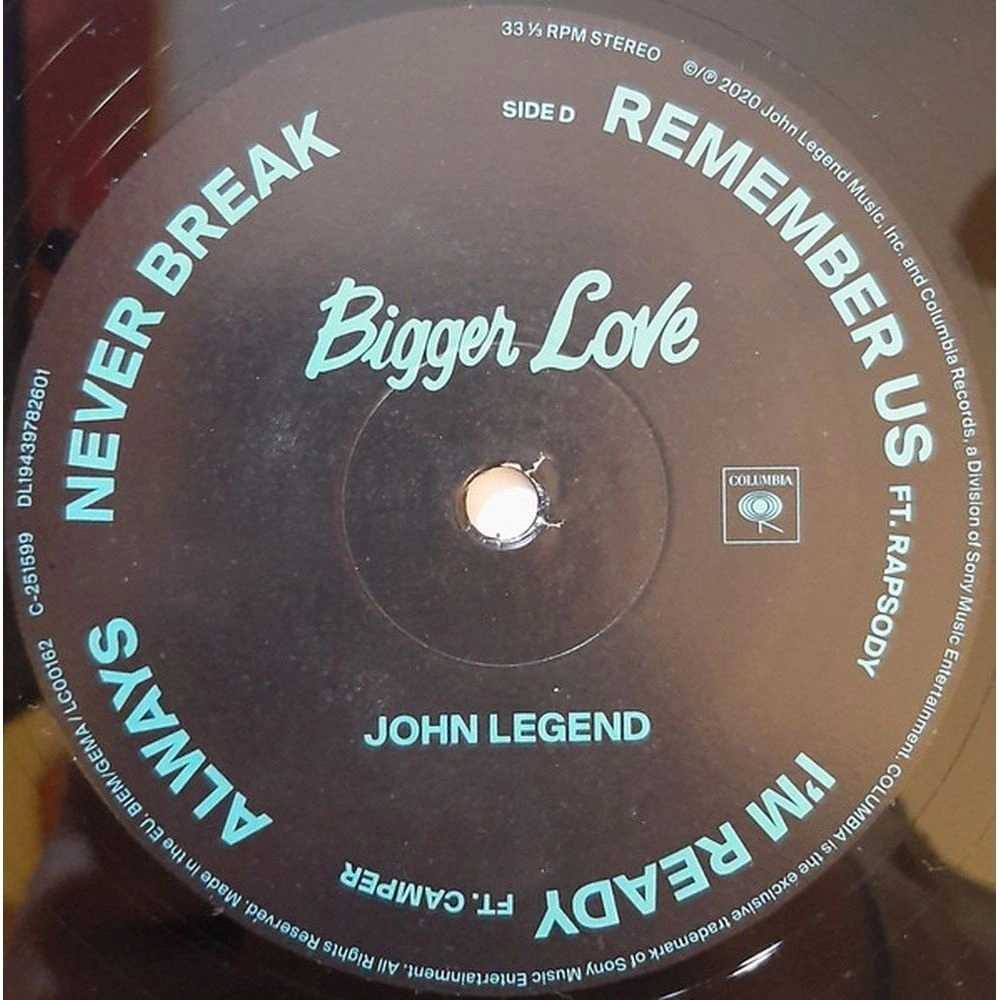 33 ⅓ RPM STEREO
©/℗ 2020 John Legend Music, Inc. and Columbia Records, a Division of Sony Music Entertainment. COLUMBIA is the exclusive trademark of Sony Music Entertainment. All Rights Reserved. Made in the EU. BIEM/GEMA / LC00162
C-251599 DL19439782601
SIDE D
REMEMBER US FT. RAPSODY
I'M READY FT. CAMPER
ALWAYS
NEVER BREAK
Bigger Love
COLUMBIA
JOHN LEGEND